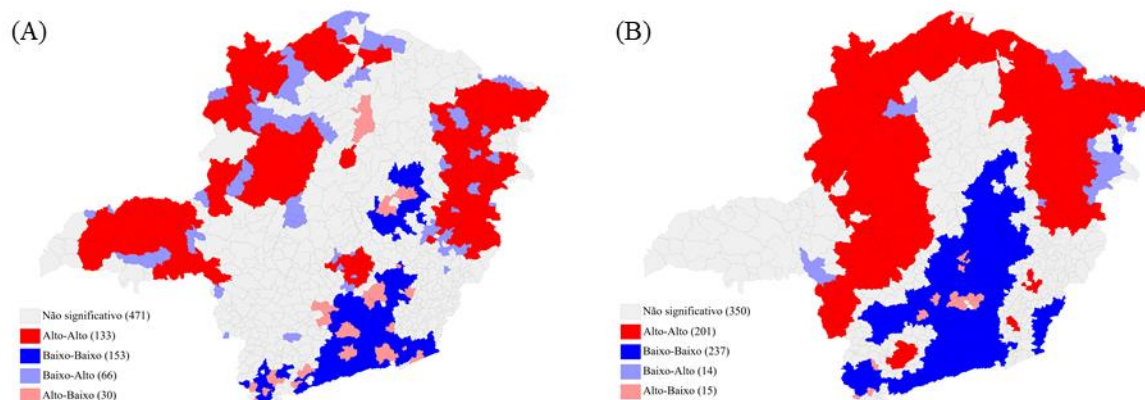 (A)
Não significativo (471)
Alto-Alto (133)
Baixo-Baixo (153)
Baixo-Alto (66)
Alto-Baixo (30)
(B)
Não significativo (350)
Alto-Alto (201)
Baixo-Baixo (237)
Baixo-Alto (14)
Alto-Baixo (15)